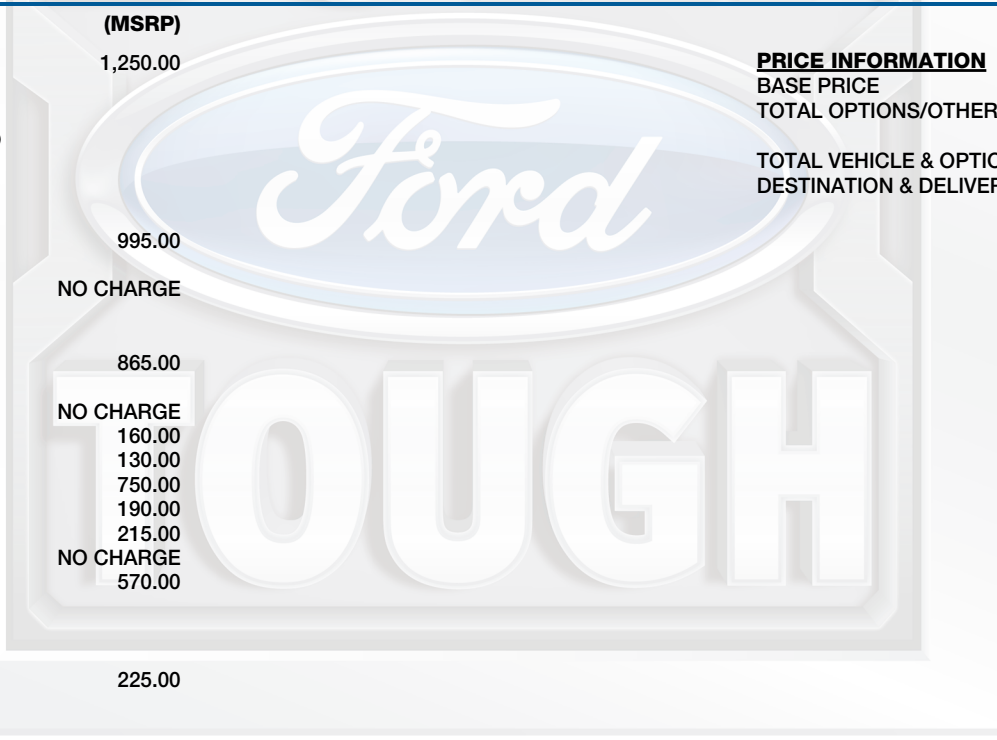 (MSRP)
1,250.00
995.00
NO CHARGE
865.00
NO CHARGE
160.00
130.00
750.00
190.00
215.00
NO CHARGE
570.00
225.00
PRICE INFORMATION
BASE PRICE
TOTAL OPTIONS/OTHER
TOTAL VEHICLE & OPTIO
DESTINATION & DELIVER
Ford
TOUGH